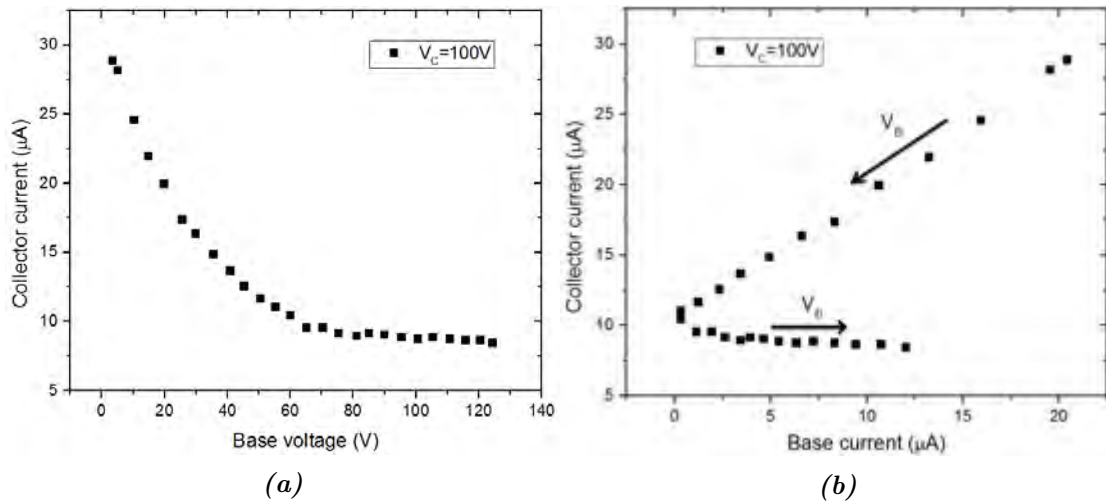 30
25
20
15
10
5
Collector current (μA)
V_C=100V
0 20 40 60 80 100 120 140
Base voltage (V)
(a)
30
25
20
15
10
5
Collector current (μA)
V_C=100V
V_B
V_B
0 5 10 15 20
Base current (μA)
(b)